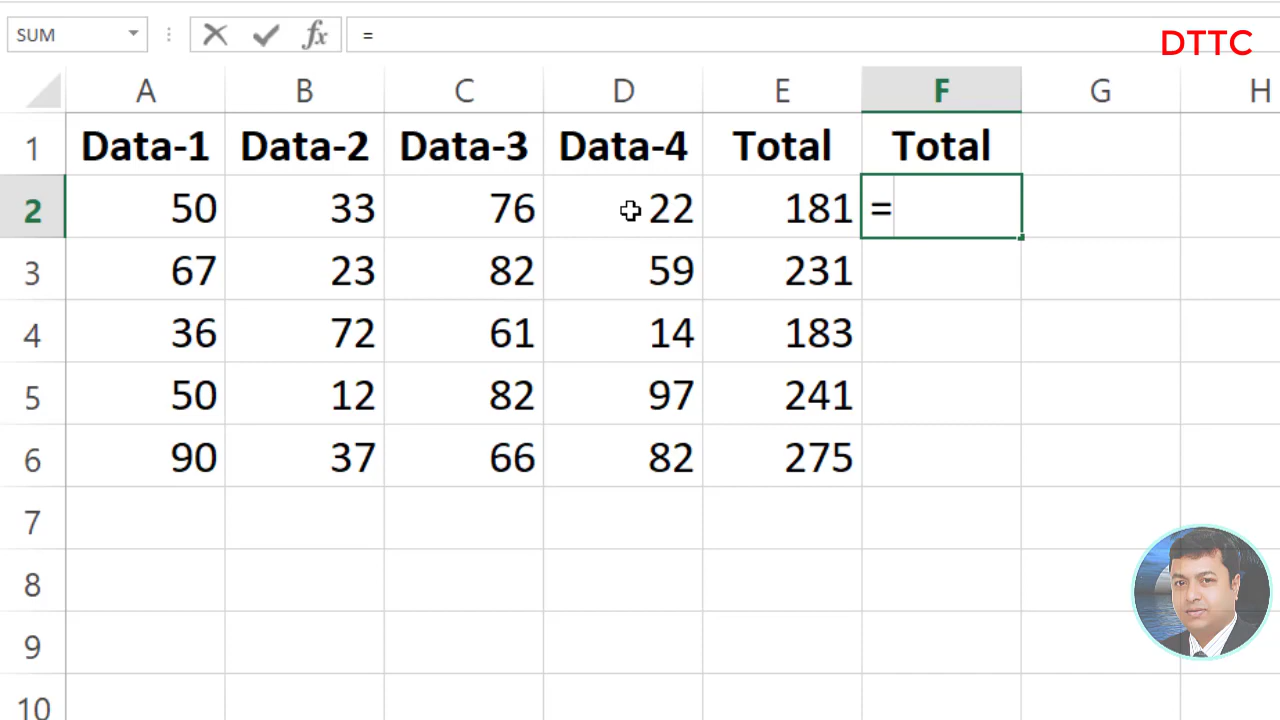 SUM fx =
DTTC
A B C D E F G H
1 Data-1 Data-2 Data-3 Data-4 Total Total
2 50 33 76 22 181 =
3 67 23 82 59 231
4 36 72 61 14 183
5 50 12 82 97 241
6 90 37 66 82 275
7
8
9
10